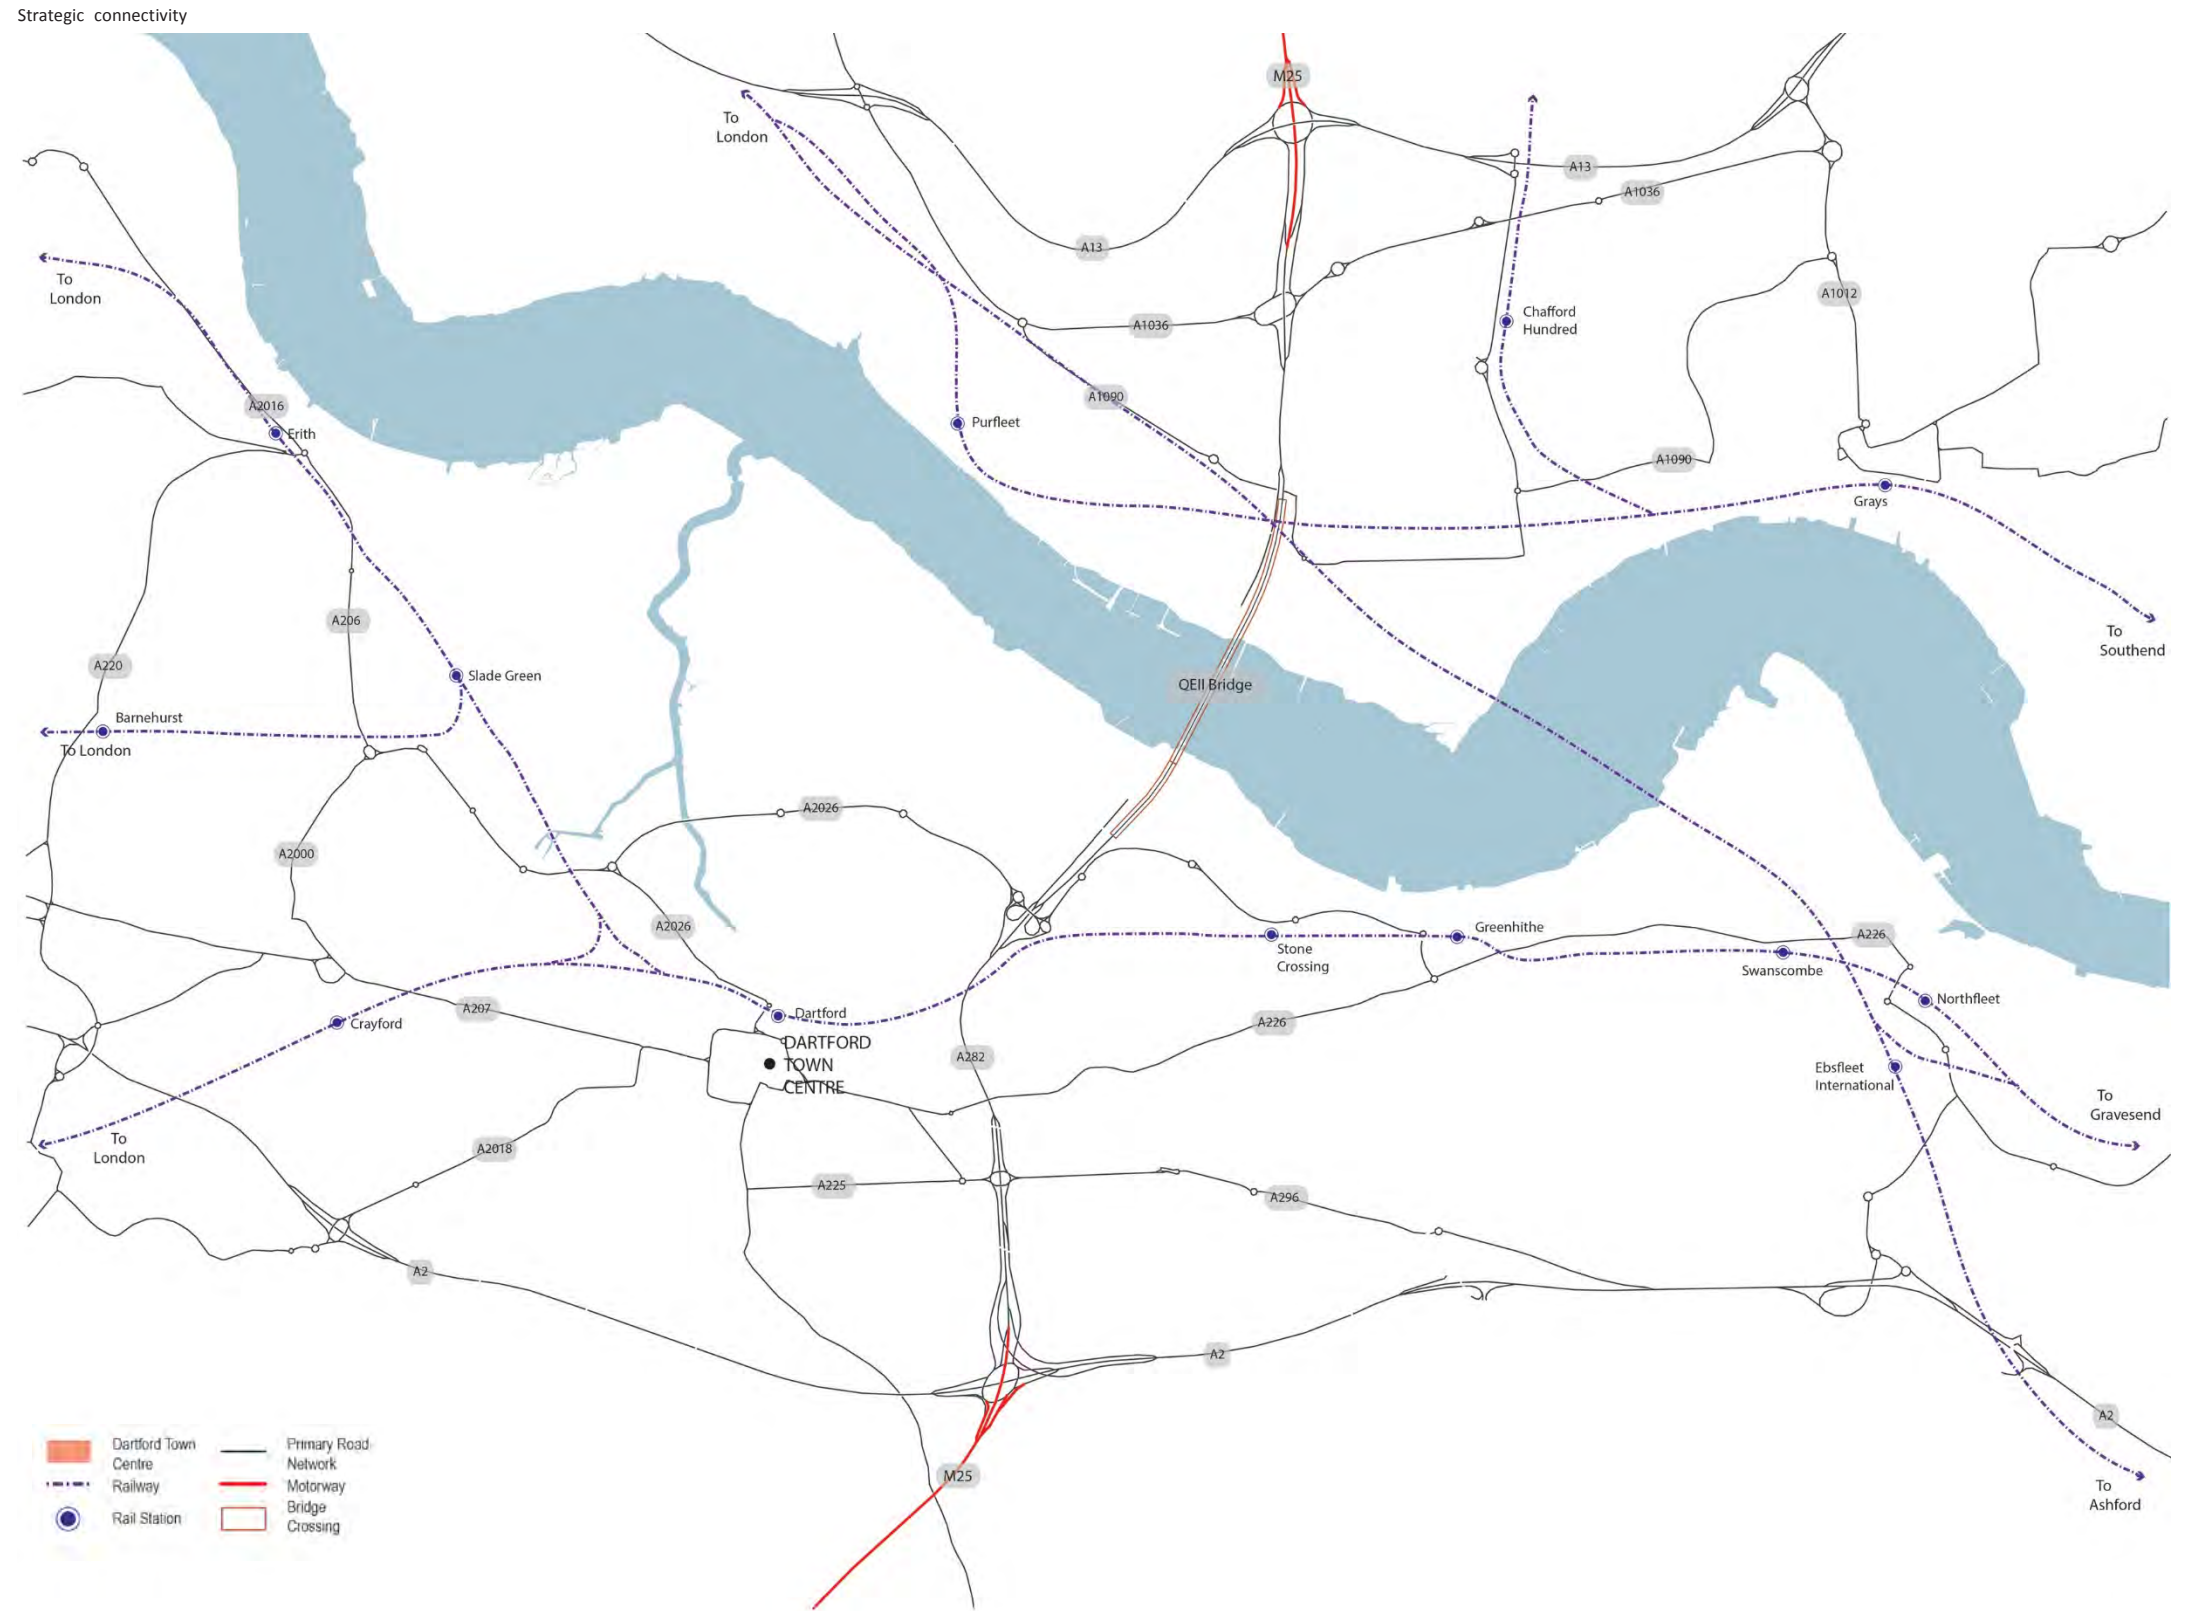 Strategic connectivity
M25
To
London
A13
A1036
A13
To
London
A1012
Chafford
Hundred
A1036
A1090
A2016
Erith
Purfleet
A1090
Grays
A206
To
Southend
A220
Slade Green
QEII Bridge
Barnehurst
To London
A2026
A2000
A2026
Greenhithe
A226
Stone
Crossing
Swanscombe
Northfleet
A207
Dartford
Crayford
A226
DARTFORD
TOWN
CENTRE
A282
Ebsfleet
International
To
Gravesend
To
London
A2018
A225
A296
A2
A2
A2
M25
To
Ashford
Dartford Town
Centre
Railway
Rail Station
Primary Road
Network
Motorway
Bridge
Crossing